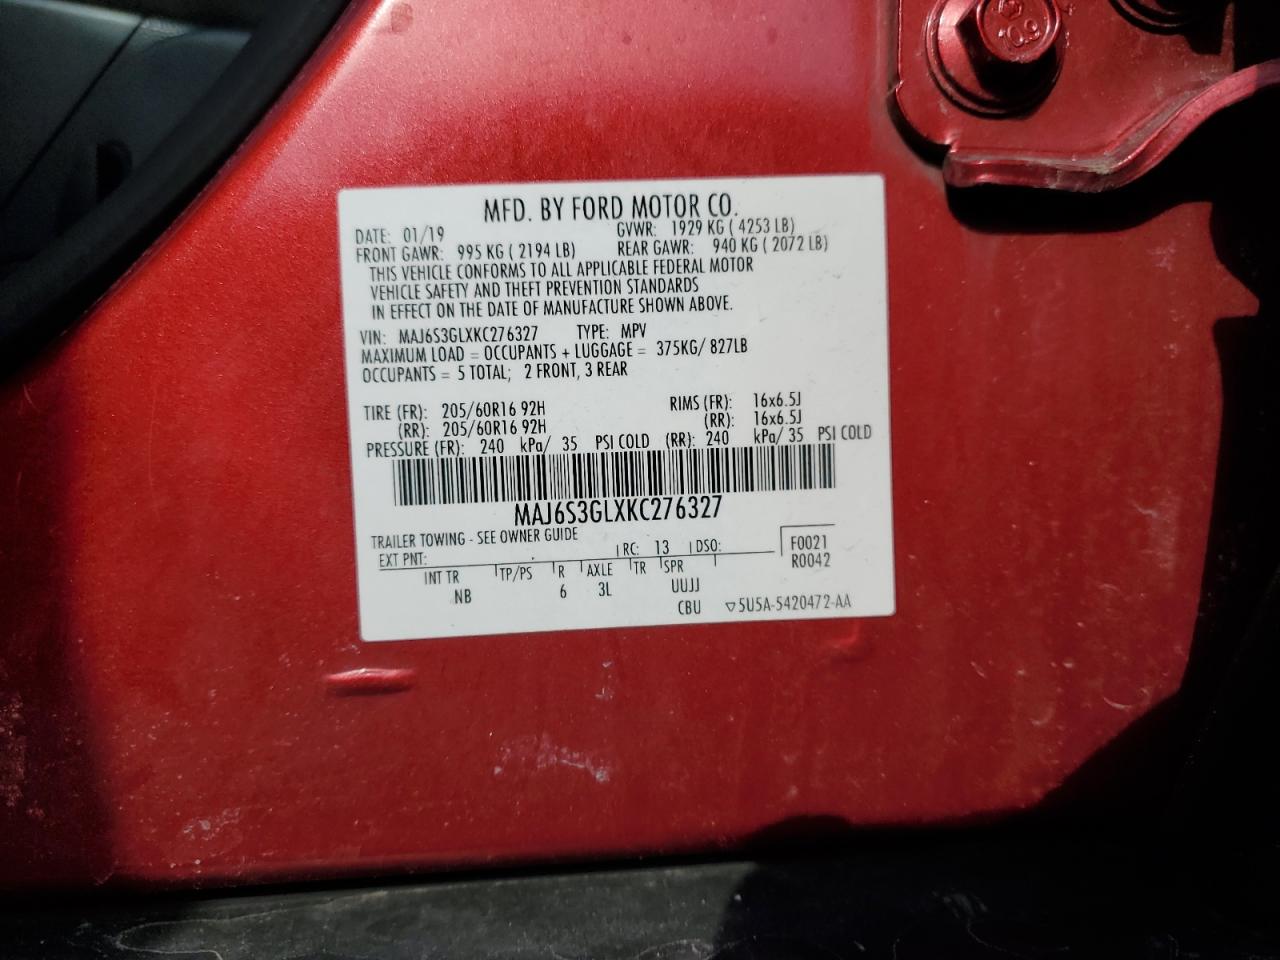 MFD. BY FORD MOTOR CO.
DATE: 01/19 GVWR: 1929 KG ( 4253 LB)
FRONT GAWR: 995 KG ( 2194 LB) REAR GAWR: 940 KG ( 2072 LB)
THIS VEHICLE CONFORMS TO ALL APPLICABLE FEDERAL MOTOR
VEHICLE SAFETY AND THEFT PREVENTION STANDARDS
IN EFFECT ON THE DATE OF MANUFACTURE SHOWN ABOVE.
VIN: MAJ6S3GLXKC276327 TYPE: MPV
MAXIMUM LOAD = OCCUPANTS + LUGGAGE = 375KG/ 827LB
OCCUPANTS = 5 TOTAL; 2 FRONT, 3 REAR
TIRE (FR): 205/60R16 92H RIMS (FR): 16x6.5J
(RR): 205/60R16 92H (RR): 16x6.5J
PRESSURE (FR): 240 kPa/ 35 PSI COLD (RR): 240 kPa/ 35 PSI COLD
MAJ6S3GLXKC276327
TRAILER TOWING - SEE OWNER GUIDE
EXT PNT: RC: 13 DSO: F0021
R0042
INT TR TP/PS R AXLE TR SPR
NB 6 3L UUJJ
CBU ▽5U5A-5420472-AA